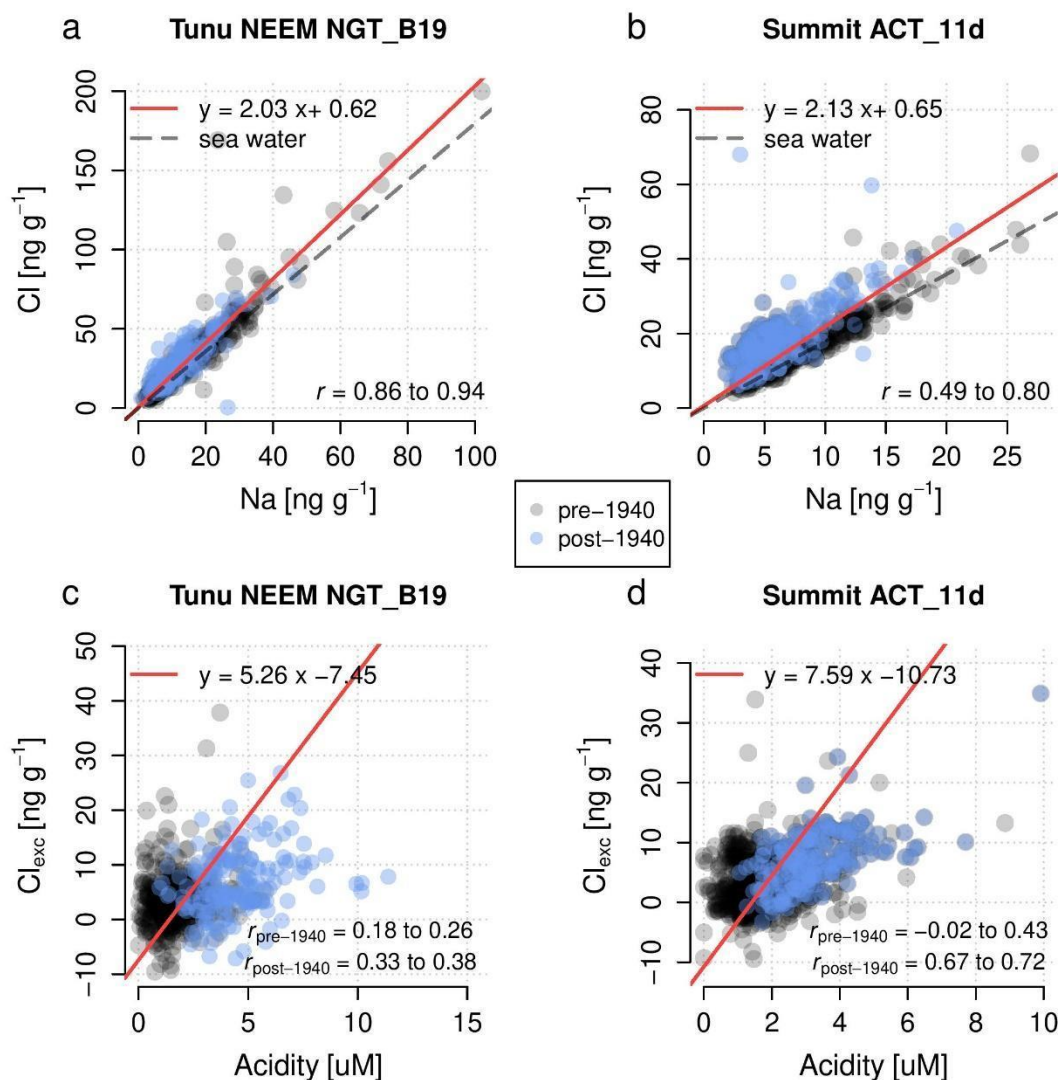 a
Tunu NEEM NGT_B19
200
150
100
50
0
Cl [ng g⁻¹]
y = 2.03 x+ 0.62
sea water
r = 0.86 to 0.94
0 20 40 60 80 100
Na [ng g⁻¹]
b
Summit ACT_11d
80
60
40
20
0
Cl [ng g⁻¹]
y = 2.13 x+ 0.65
sea water
r = 0.49 to 0.80
0 5 10 15 20 25
Na [ng g⁻¹]
pre−1940
post−1940
c
Tunu NEEM NGT_B19
50
40
30
20
10
0
−10
Cl_exc [ng g⁻¹]
y = 5.26 x −7.45
r_pre−1940 = 0.18 to 0.26
r_post−1940 = 0.33 to 0.38
0 5 10 15
Acidity [uM]
d
Summit ACT_11d
40
30
20
10
0
−10
Cl_exc [ng g⁻¹]
y = 7.59 x −10.73
r_pre−1940 = −0.02 to 0.43
r_post−1940 = 0.67 to 0.72
0 2 4 6 8 10
Acidity [uM]